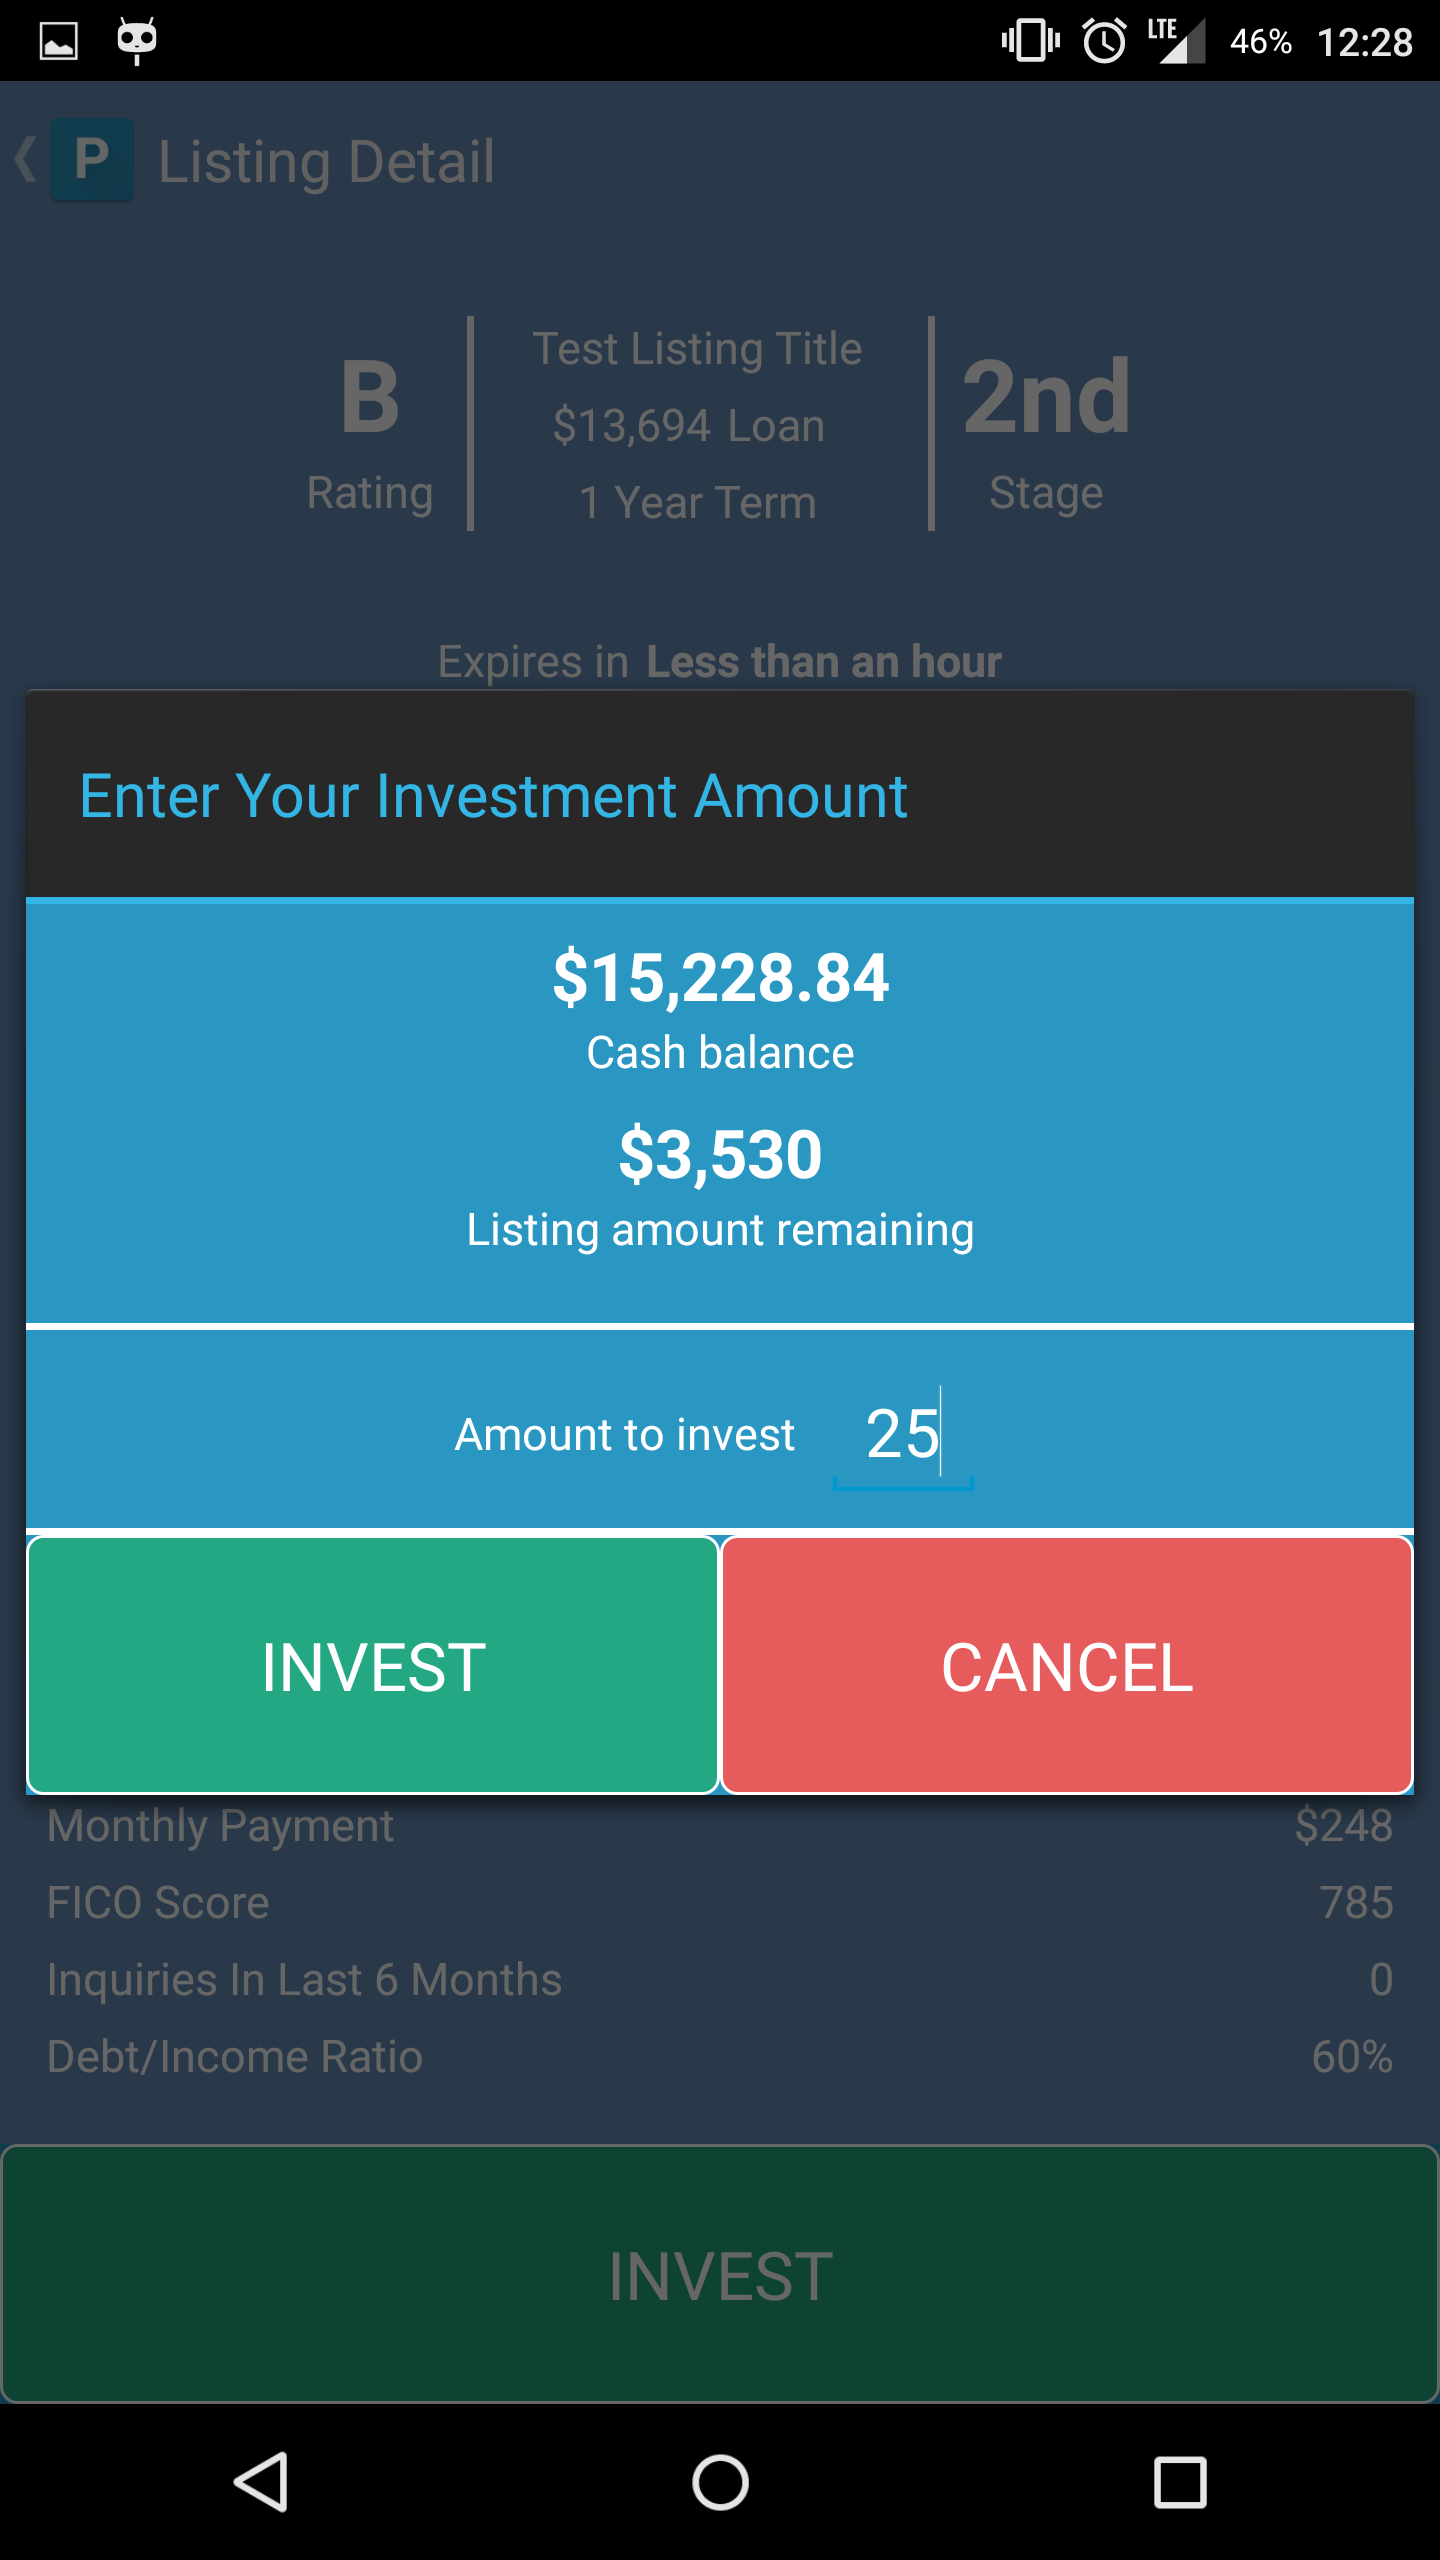 LTE 46% 12:28
P Listing Detail
B
Rating
Test Listing Title
$13,694 Loan
1 Year Term
2nd
Stage
Expires in Less than an hour
Enter Your Investment Amount
$15,228.84
Cash balance
$3,530
Listing amount remaining
Amount to invest 25
INVEST CANCEL
Monthly Payment $248
FICO Score 785
Inquiries In Last 6 Months 0
Debt/Income Ratio 60%
INVEST